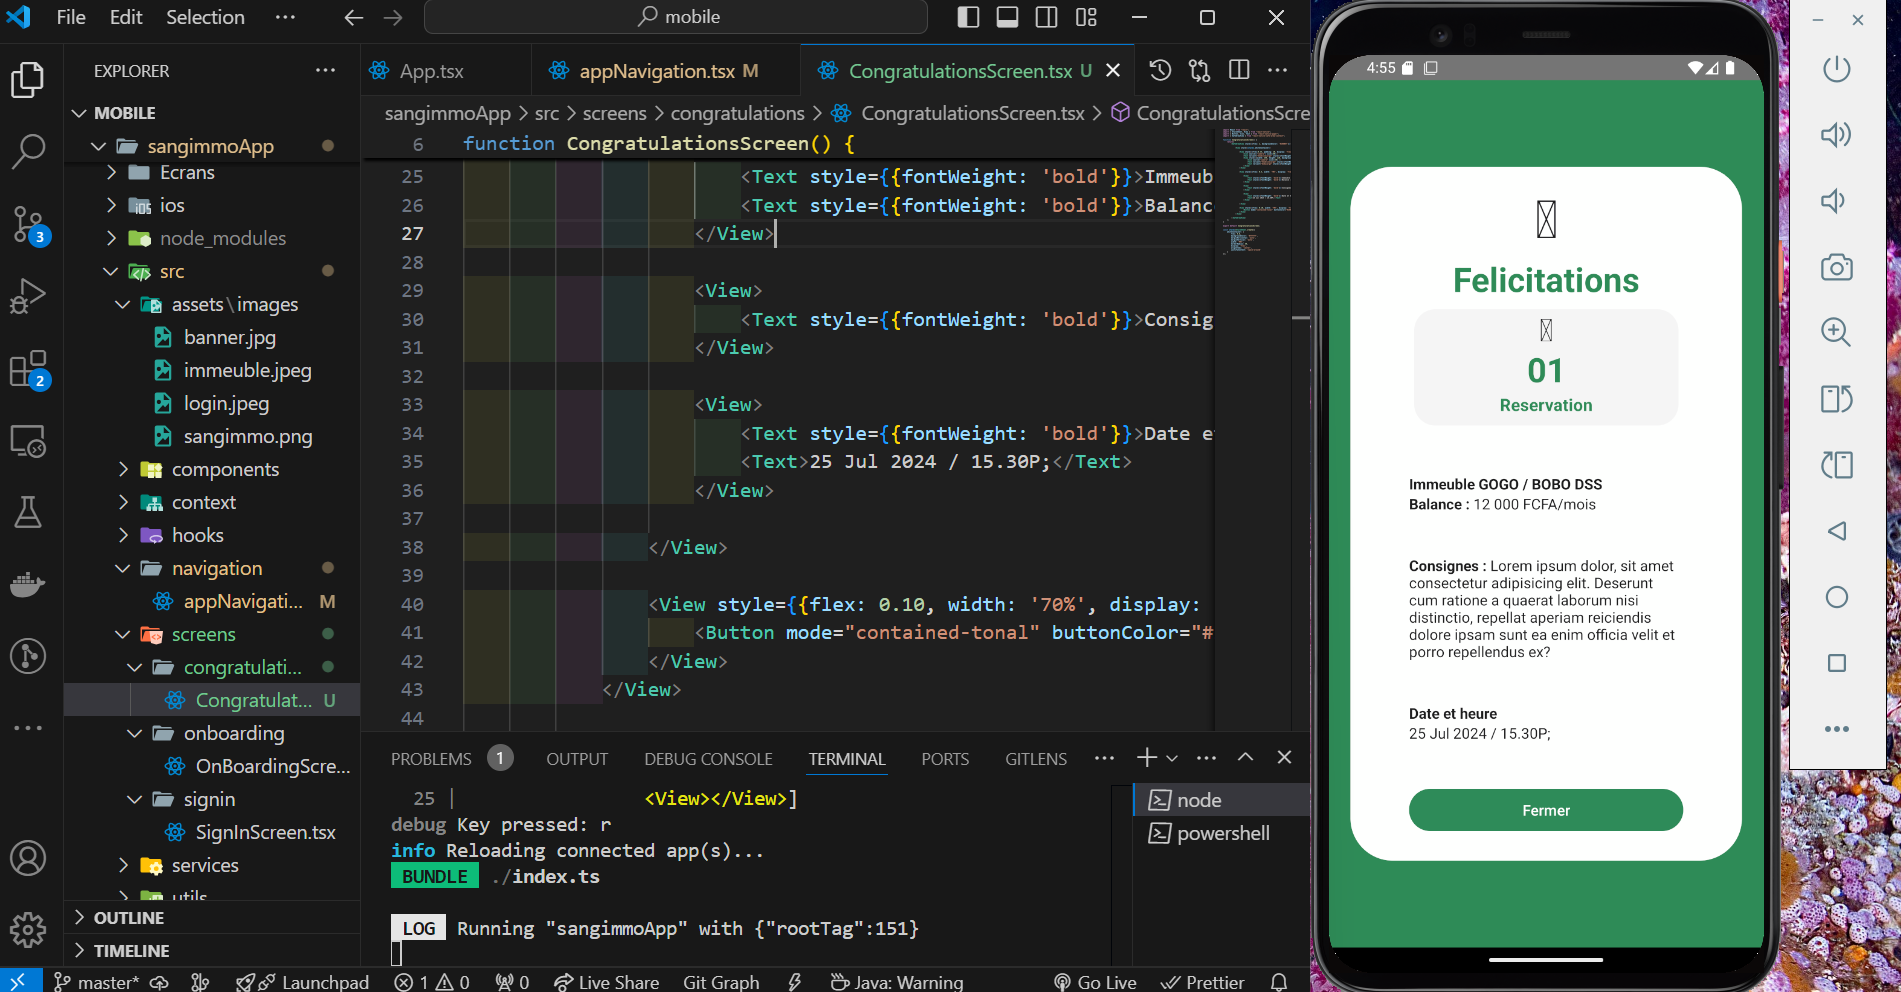 File Edit Selection ··· mobile
EXPLORER ···
MOBILE
sangimmoApp
Ecrans
ios
node_modules
src
assets\images
banner.jpg
immeuble.jpeg
login.jpeg
sangimmo.png
components
context
hooks
navigation
appNavigati... M
screens
congratulati...
Congratulat... U
onboarding
OnBoardingScre...
signin
SignInScreen.tsx
services
utils
OUTLINE
TIMELINE
3
2
App.tsx appNavigation.tsx M CongratulationsScreen.tsx U
sangimmoApp > src > screens > congratulations > CongratulationsScreen.tsx > CongratulationsScre
6 function CongratulationsScreen() {
25 <Text style={{fontWeight: 'bold'}}>Immeub
26 <Text style={{fontWeight: 'bold'}}>Balanc
27 </View>
28
29 <View>
30 <Text style={{fontWeight: 'bold'}}>Consig
31 </View>
32
33 <View>
34 <Text style={{fontWeight: 'bold'}}>Date e
35 <Text>25 Jul 2024 / 15.30P;</Text>
36 </View>
37
38 </View>
39
40 <View style={{flex: 0.10, width: '70%', display:
41 <Button mode="contained-tonal" buttonColor="#
42 </View>
43 </View>
44
PROBLEMS 1 OUTPUT DEBUG CONSOLE TERMINAL PORTS GITLENS ···
25 | <View></View>]
debug Key pressed: r
info Reloading connected app(s)...
BUNDLE ./index.ts
LOG Running "sangimmoApp" with {"rootTag":151}
node
powershell
master* Launchpad 1 0 0 Live Share Git Graph Java: Warning Go Live Prettier
4:55
Felicitations
01
Reservation
Immeuble GOGO / BOBO DSS
Balance : 12 000 FCFA/mois
Consignes : Lorem ipsum dolor, sit amet
consectetur adipisicing elit. Deserunt
cum ratione a quaerat laborum nisi
distinctio, repellat aperiam reiciendis
dolore ipsam sunt ea enim officia velit et
porro repellendus ex?
Date et heure
25 Jul 2024 / 15.30P;
Fermer